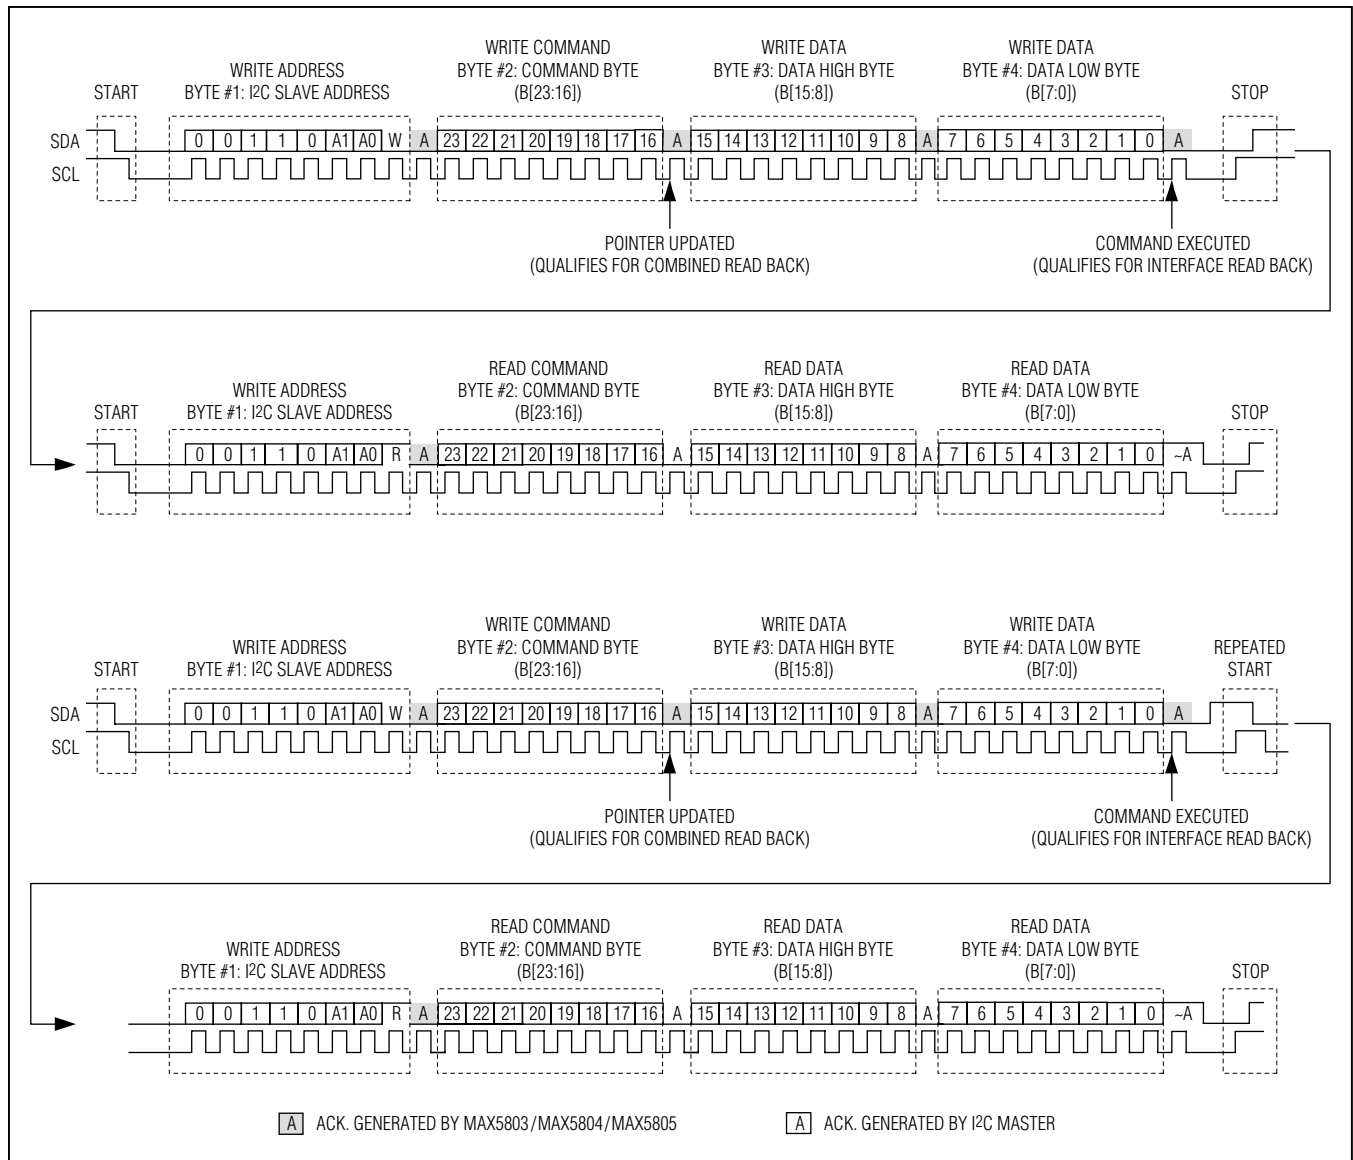 START
WRITE ADDRESS
BYTE #1: I2C SLAVE ADDRESS
WRITE COMMAND
BYTE #2: COMMAND BYTE
(B[23:16])
WRITE DATA
BYTE #3: DATA HIGH BYTE
(B[15:8])
WRITE DATA
BYTE #4: DATA LOW BYTE
(B[7:0])
STOP
SDA 0 0 1 1 0 A1 A0 W A 23 22 21 20 19 18 17 16 A 15 14 13 12 11 10 9 8 A 7 6 5 4 3 2 1 0 A
SCL
POINTER UPDATED
(QUALIFIES FOR COMBINED READ BACK)
COMMAND EXECUTED
(QUALIFIES FOR INTERFACE READ BACK)
START
WRITE ADDRESS
BYTE #1: I2C SLAVE ADDRESS
READ COMMAND
BYTE #2: COMMAND BYTE
(B[23:16])
READ DATA
BYTE #3: DATA HIGH BYTE
(B[15:8])
READ DATA
BYTE #4: DATA LOW BYTE
(B[7:0])
STOP
0 0 1 1 0 A1 A0 R A 23 22 21 20 19 18 17 16 A 15 14 13 12 11 10 9 8 A 7 6 5 4 3 2 1 0 ~A
START
WRITE ADDRESS
BYTE #1: I2C SLAVE ADDRESS
WRITE COMMAND
BYTE #2: COMMAND BYTE
(B[23:16])
WRITE DATA
BYTE #3: DATA HIGH BYTE
(B[15:8])
WRITE DATA
BYTE #4: DATA LOW BYTE
(B[7:0])
REPEATED
START
SDA 0 0 1 1 0 A1 A0 W A 23 22 21 20 19 18 17 16 A 15 14 13 12 11 10 9 8 A 7 6 5 4 3 2 1 0 A
SCL
POINTER UPDATED
(QUALIFIES FOR COMBINED READ BACK)
COMMAND EXECUTED
(QUALIFIES FOR INTERFACE READ BACK)
WRITE ADDRESS
BYTE #1: I2C SLAVE ADDRESS
READ COMMAND
BYTE #2: COMMAND BYTE
(B[23:16])
READ DATA
BYTE #3: DATA HIGH BYTE
(B[15:8])
READ DATA
BYTE #4: DATA LOW BYTE
(B[7:0])
STOP
0 0 1 1 0 A1 A0 R A 23 22 21 20 19 18 17 16 A 15 14 13 12 11 10 9 8 A 7 6 5 4 3 2 1 0 ~A
A ACK. GENERATED BY MAX5803/MAX5804/MAX5805
A ACK. GENERATED BY I2C MASTER